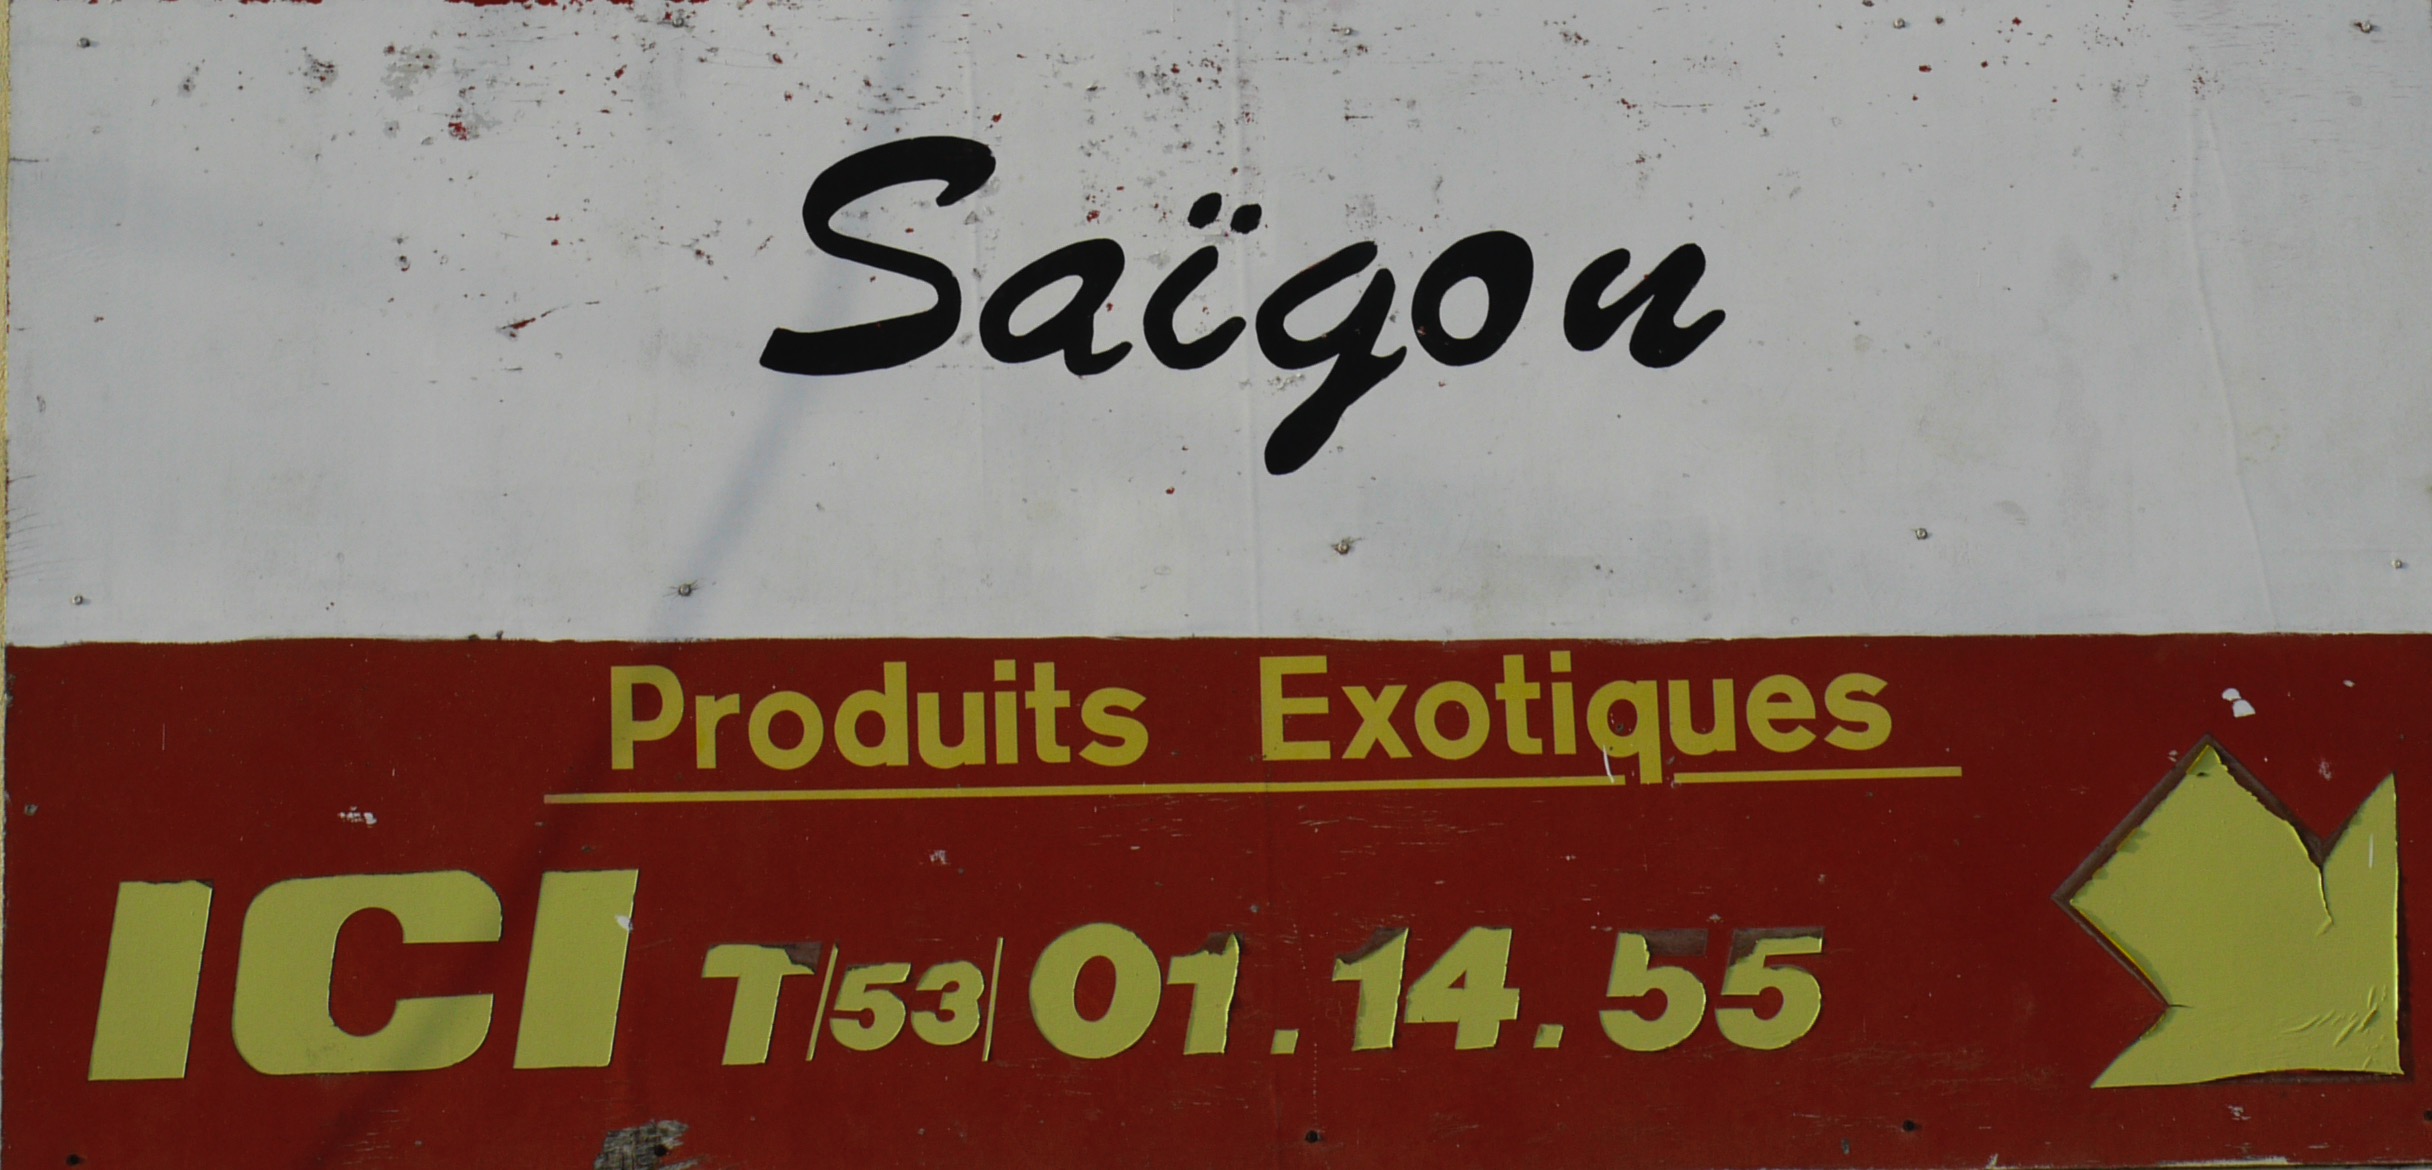 Saïgon
Produits Exotiques
ICI T/53/01.14.55